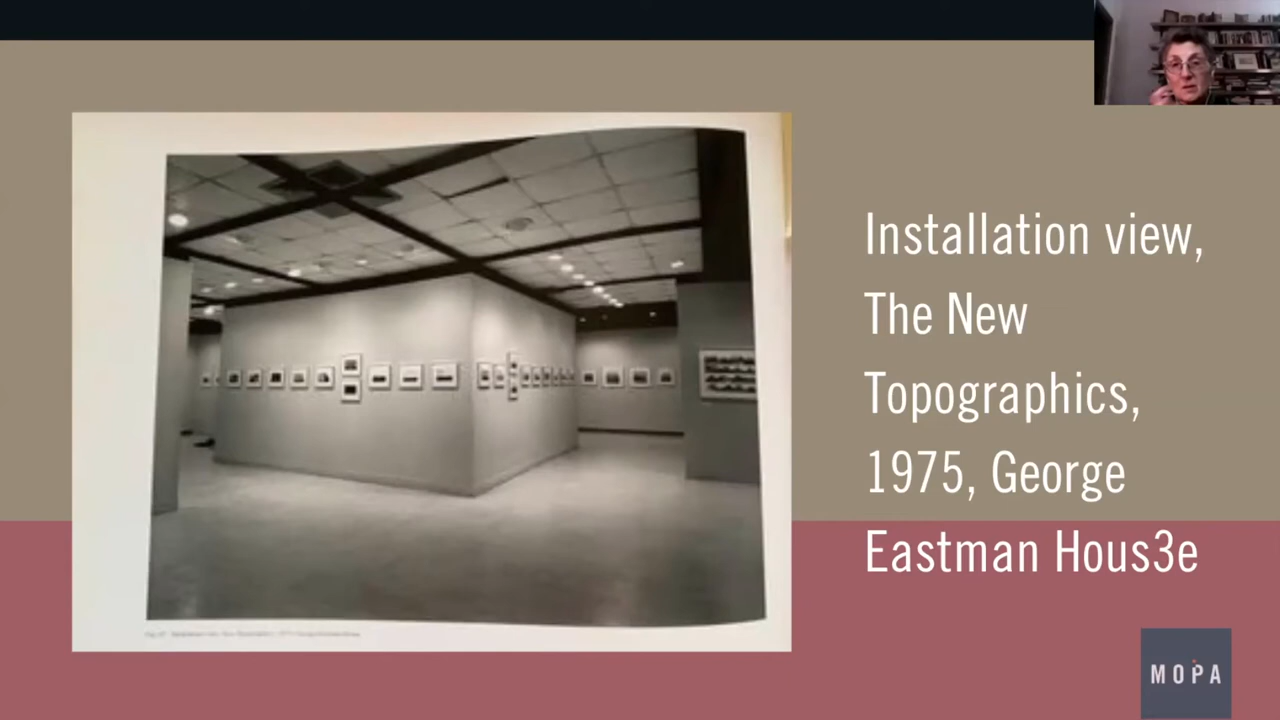 Installation view,
The New
Topographics,
1975, George
Eastman Hous3e
MOPA